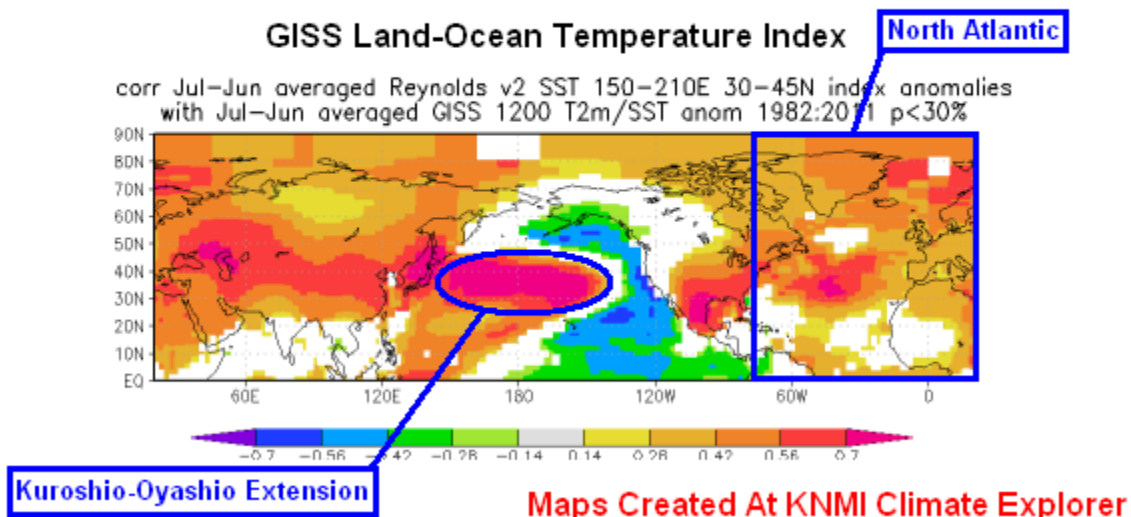 GISS Land-Ocean Temperature Index
North Atlantic
corr Jul-Jun averaged Reynolds v2 SST 150-210E 30-45N index anomalies
with Jul-Jun averaged GISS 1200 T2m/SST anom 1982:2011 p<30%
90N
80N
70N
60N
50N
40N
30N
20N
10N
EQ
60E 120E 180 120W 60W 0
-0.7 -0.56 -0.42 -0.28 -0.14 0.14 0.28 0.42 0.56 0.7
Kuroshio-Oyashio Extension
Maps Created At KNMI Climate Explorer